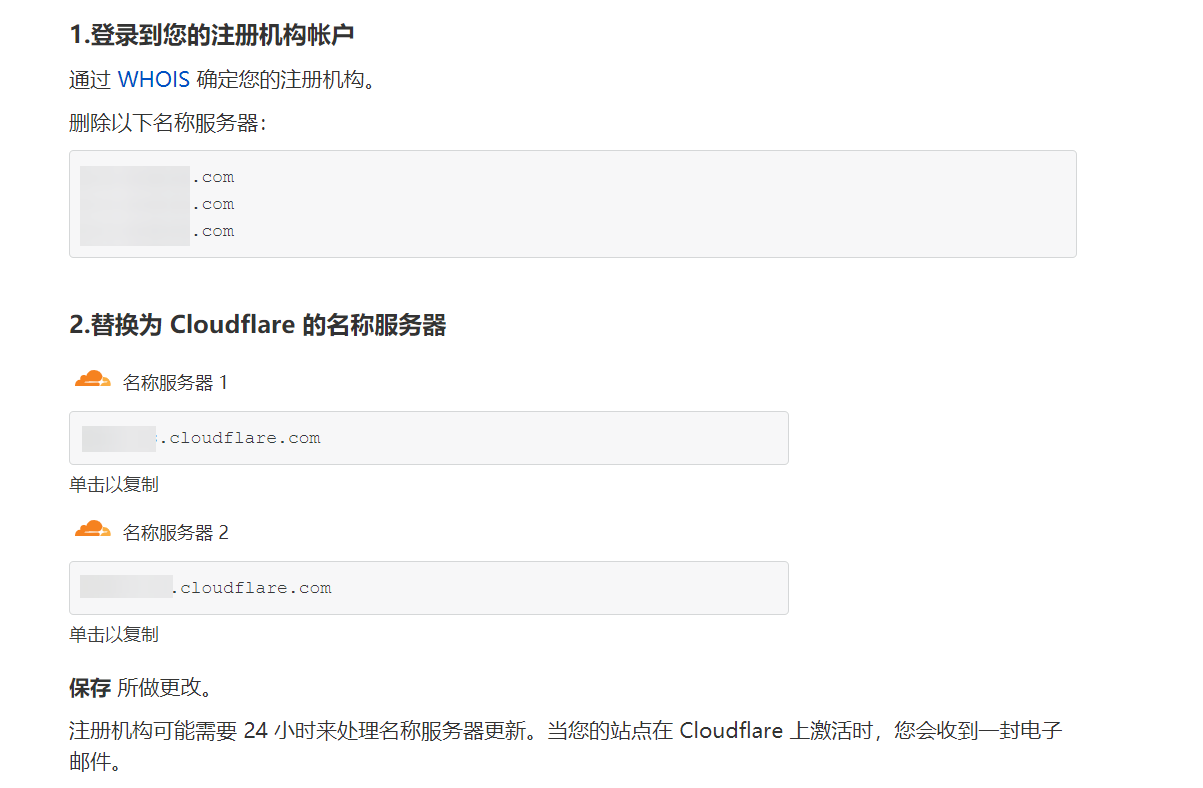 1.登录到您的注册机构帐户
通过 WHOIS 确定您的注册机构。
删除以下名称服务器：
.com
.com
.com
2.替换为 Cloudflare 的名称服务器
名称服务器 1
.cloudflare.com
单击以复制
名称服务器 2
.cloudflare.com
单击以复制
保存 所做更改。
注册机构可能需要 24 小时来处理名称服务器更新。当您的站点在 Cloudflare 上激活时，您会收到一封电子
邮件。